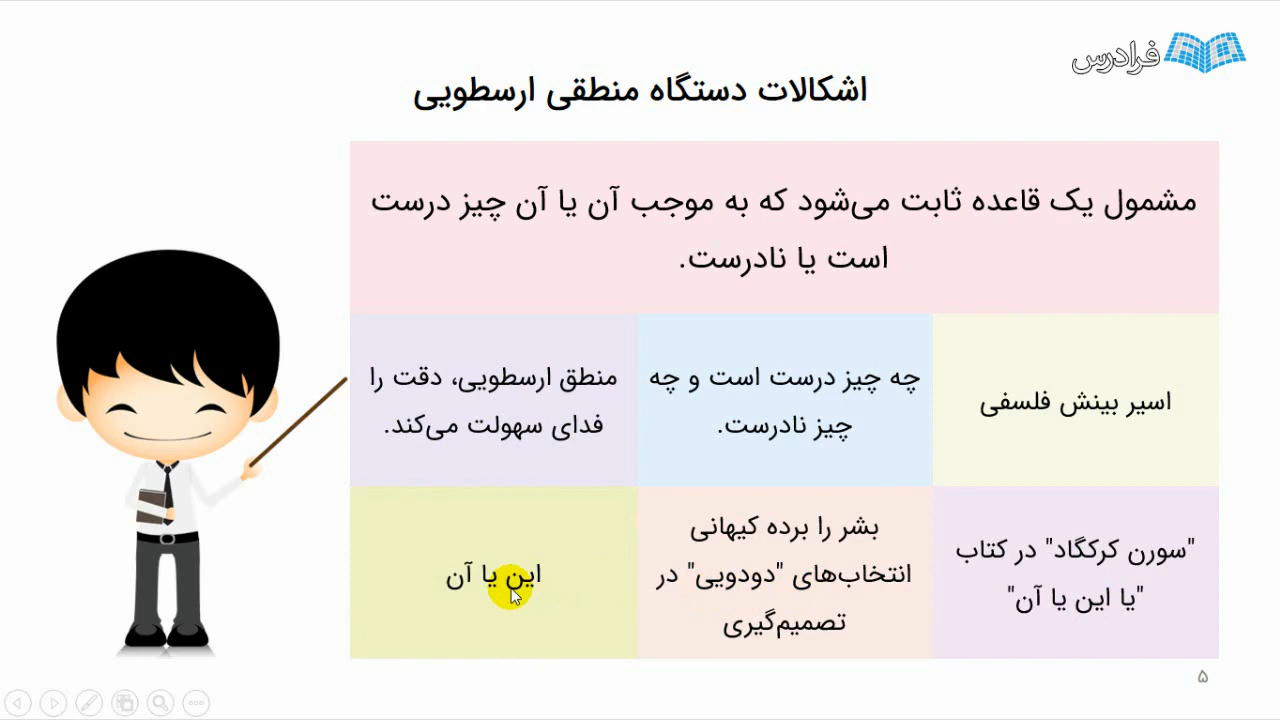 فرادرس
اشکالات دستگاه منطقی ارسطویی
مشمول یک قاعده ثابت می‌شود که به موجب آن یا آن چیز درست
است یا نادرست.
اسیر بینش فلسفی
چه چیز درست است و چه
چیز نادرست.
منطق ارسطویی، دقت را
فدای سهولت می‌کند.
"سورن کرکگاد" در کتاب
"یا این یا آن"
بشر را برده کیهانی
انتخاب‌های "دودویی" در
تصمیم‌گیری
این یا آن
۵